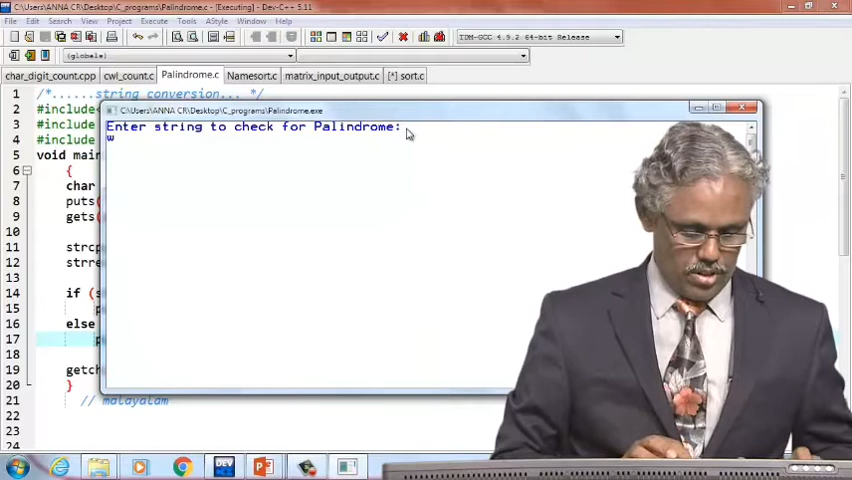 C:\Users\ANNA CR\Desktop\C_programs\Palindrome.c - [Executing] - Dev-C++ 5.11
File Edit Search View Project Execute Tools AStyle Window Help
TDM-GCC 4.9.2 64-bit Release
(globals)
char_digit_count.cpp cwl_count.c Palindrome.c Namesort.c matrix_input_output.c [*] sort.c
1 /*......string conversion... */
2 #include
3 #include
4 #include
5 void main
6 {
7 char
8 puts(
9 gets(
10
11 strcp
12 strre
13
14 if (s
15 p
16 else
17 p
18
19 getch
20 }
21 // malayalam
22
23
24
C:\Users\ANNA CR\Desktop\C_programs\Palindrome.exe
Enter string to check for Palindrome:
w
DEV